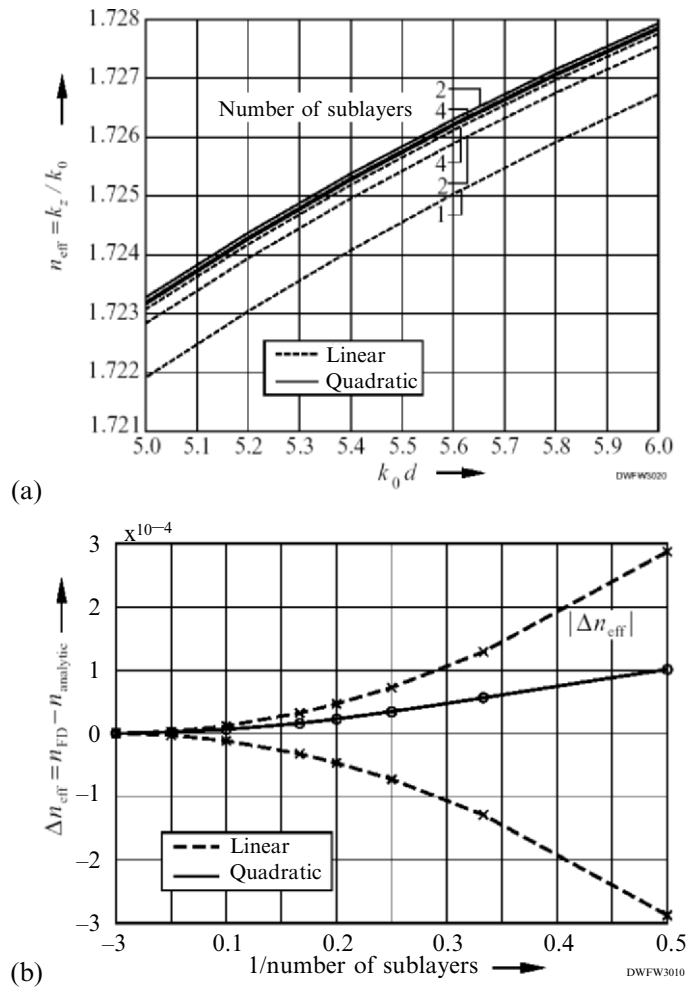 1.728
1.727
1.726
1.725
1.724
1.723
1.722
1.721
n_eff = k_z / k_0
Number of sublayers
2
4
4
2
1
Linear
Quadratic
5.0 5.1 5.2 5.3 5.4 5.5 5.6 5.7 5.8 5.9 6.0
k_0 d
DWFW5020
(a)
x10^–4
3
2
1
0
–1
–2
–3
Δn_eff = n_FD – n_analytic
|Δn_eff|
Linear
Quadratic
–3 0.1 0.2 0.3 0.4 0.5
1/number of sublayers
DWFW3010
(b)